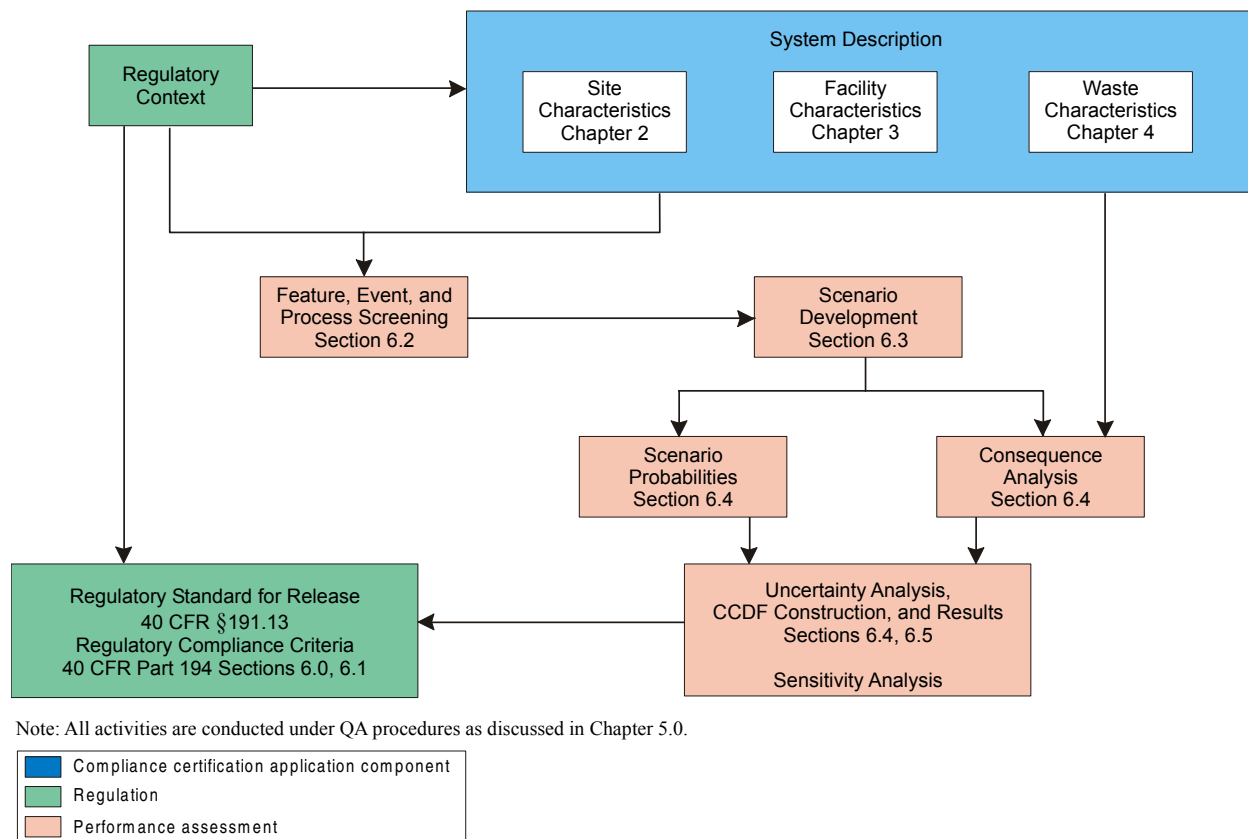 System Description
Regulatory
Context
Site
Characteristics
Chapter 2
Facility
Characteristics
Chapter 3
Waste
Characteristics
Chapter 4
Feature, Event, and
Process Screening
Section 6.2
Scenario
Development
Section 6.3
Scenario
Probabilities
Section 6.4
Consequence
Analysis
Section 6.4
Regulatory Standard for Release
40 CFR §191.13
Regulatory Compliance Criteria
40 CFR Part 194 Sections 6.0, 6.1
Uncertainty Analysis,
CCDF Construction, and Results
Sections 6.4, 6.5
Sensitivity Analysis
Note: All activities are conducted under QA procedures as discussed in Chapter 5.0.
Compliance certification application component
Regulation
Performance assessment